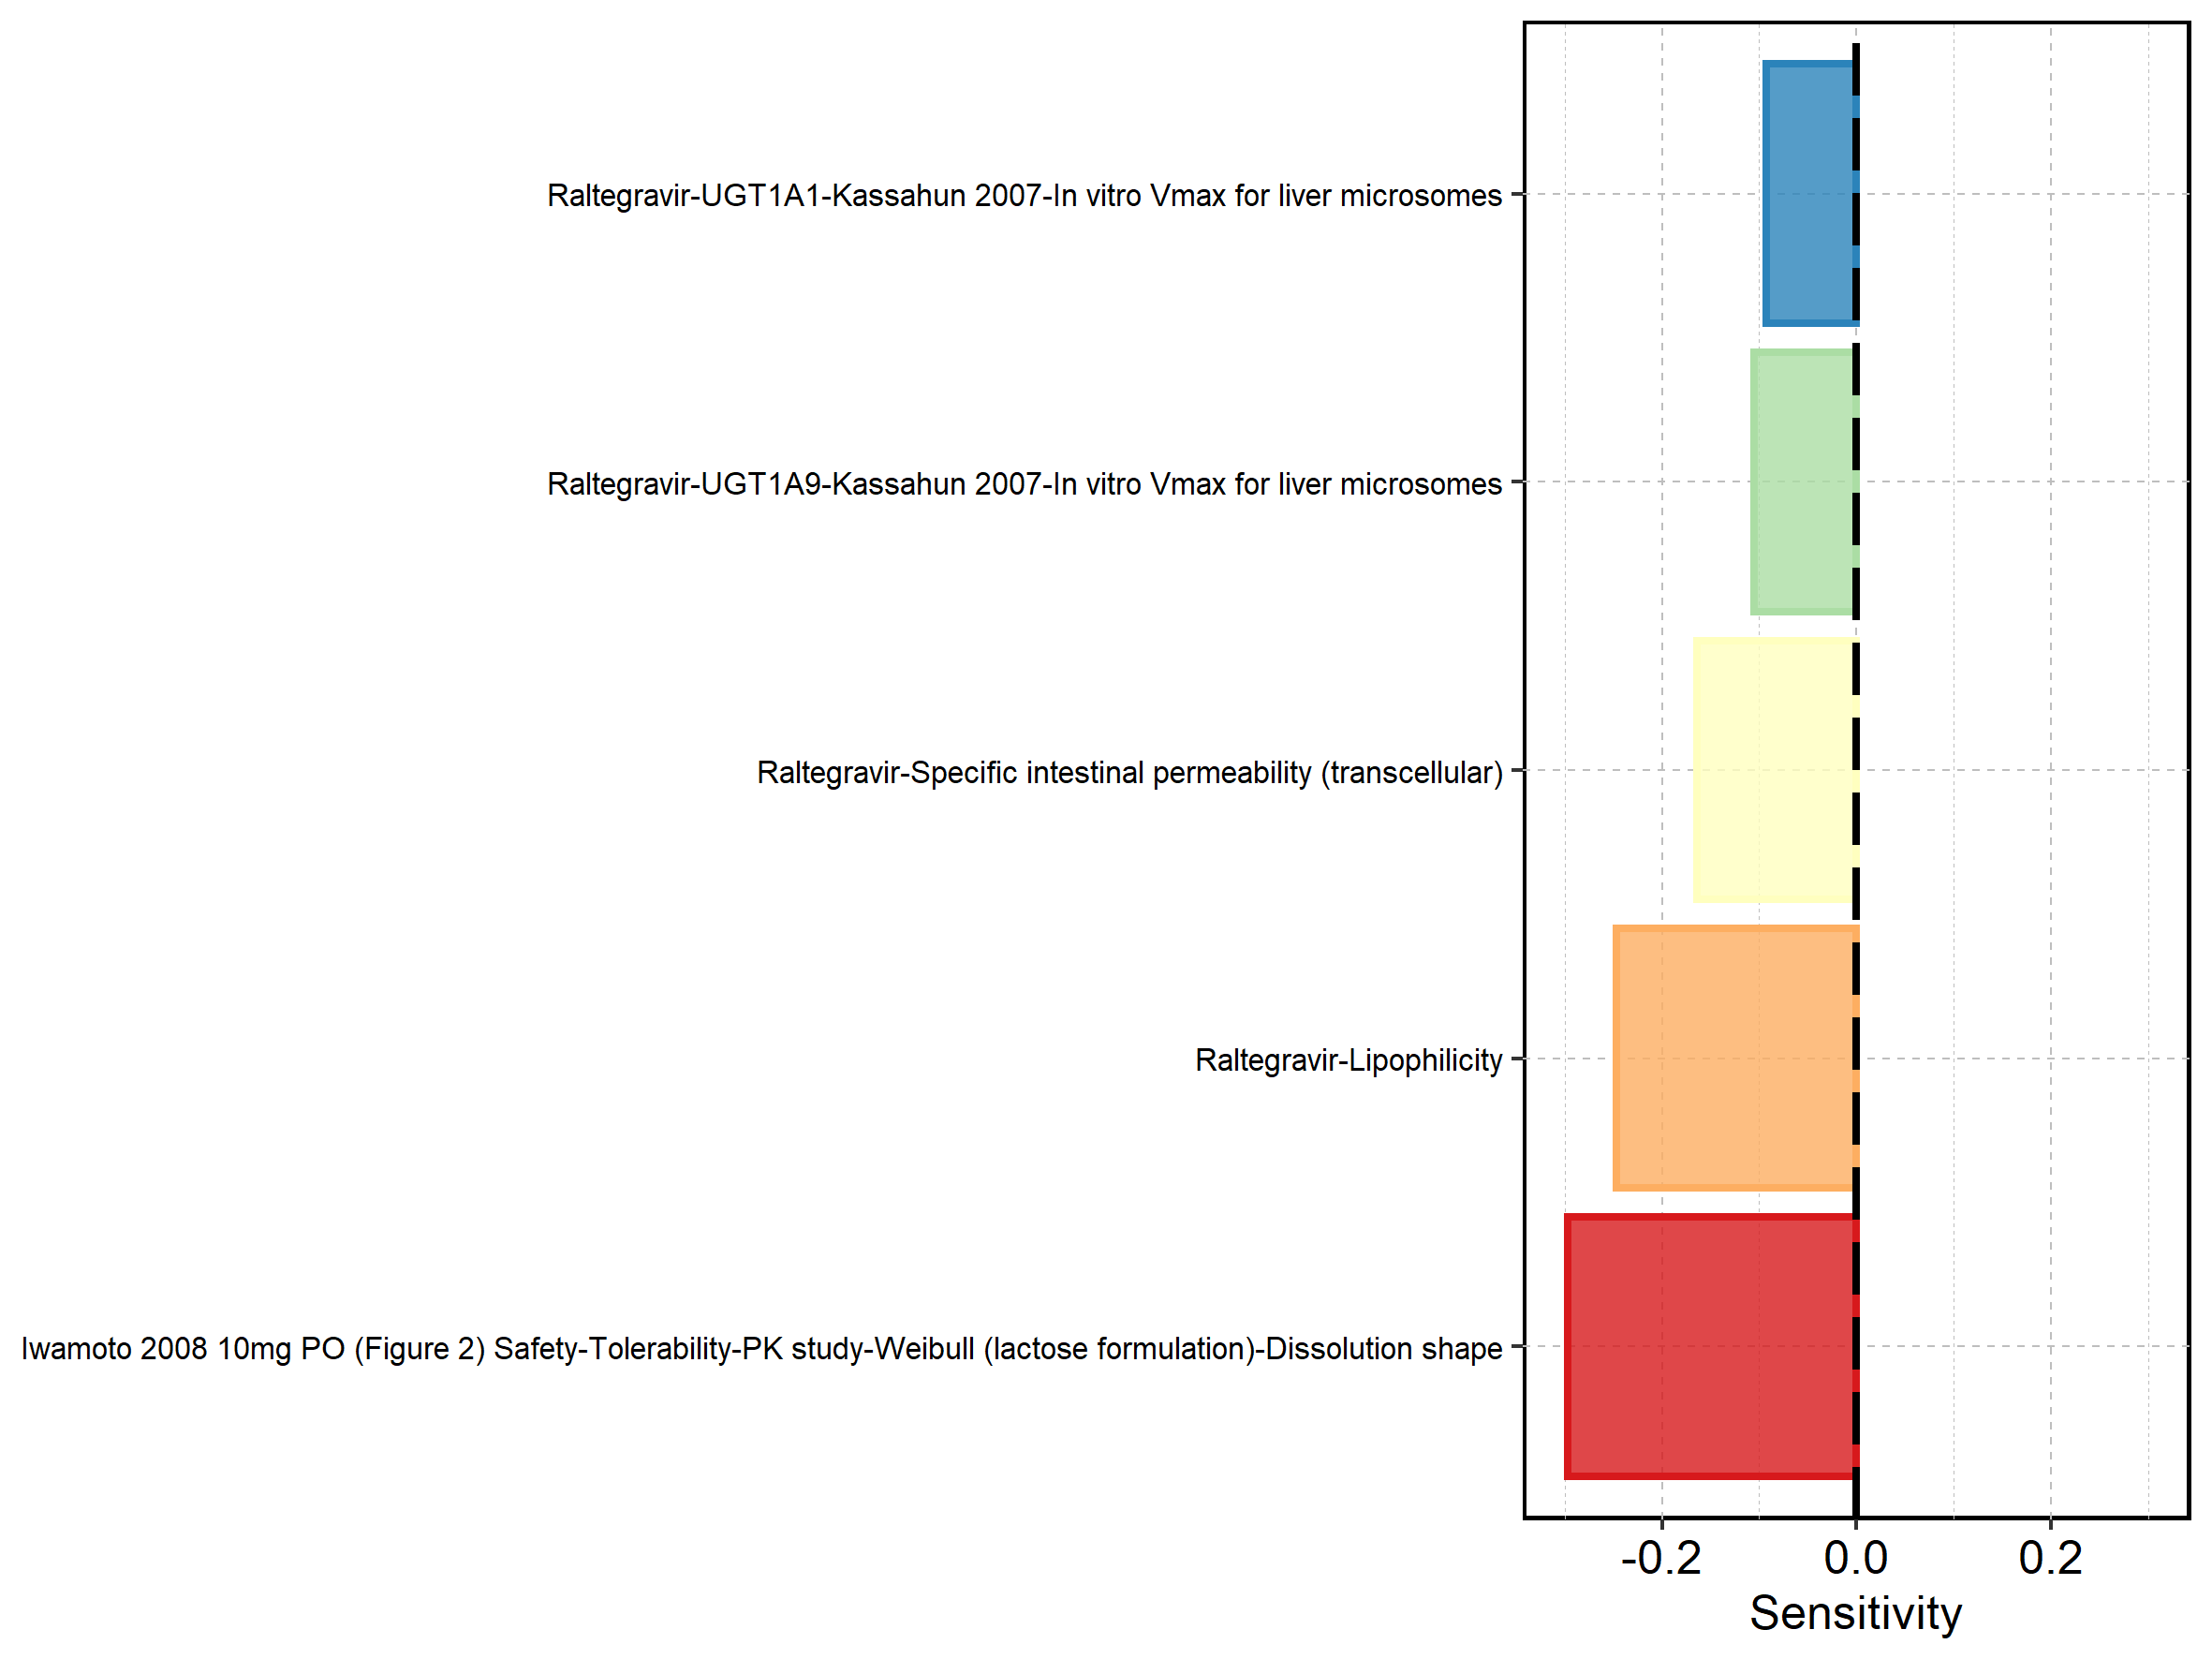 Raltegravir-UGT1A1-Kassahun 2007-In vitro Vmax for liver microsomes
Raltegravir-UGT1A9-Kassahun 2007-In vitro Vmax for liver microsomes
Raltegravir-Specific intestinal permeability (transcellular)
Raltegravir-Lipophilicity
Iwamoto 2008 10mg PO (Figure 2) Safety-Tolerability-PK study-Weibull (lactose formulation)-Dissolution shape
-0.2 0.0 0.2
Sensitivity